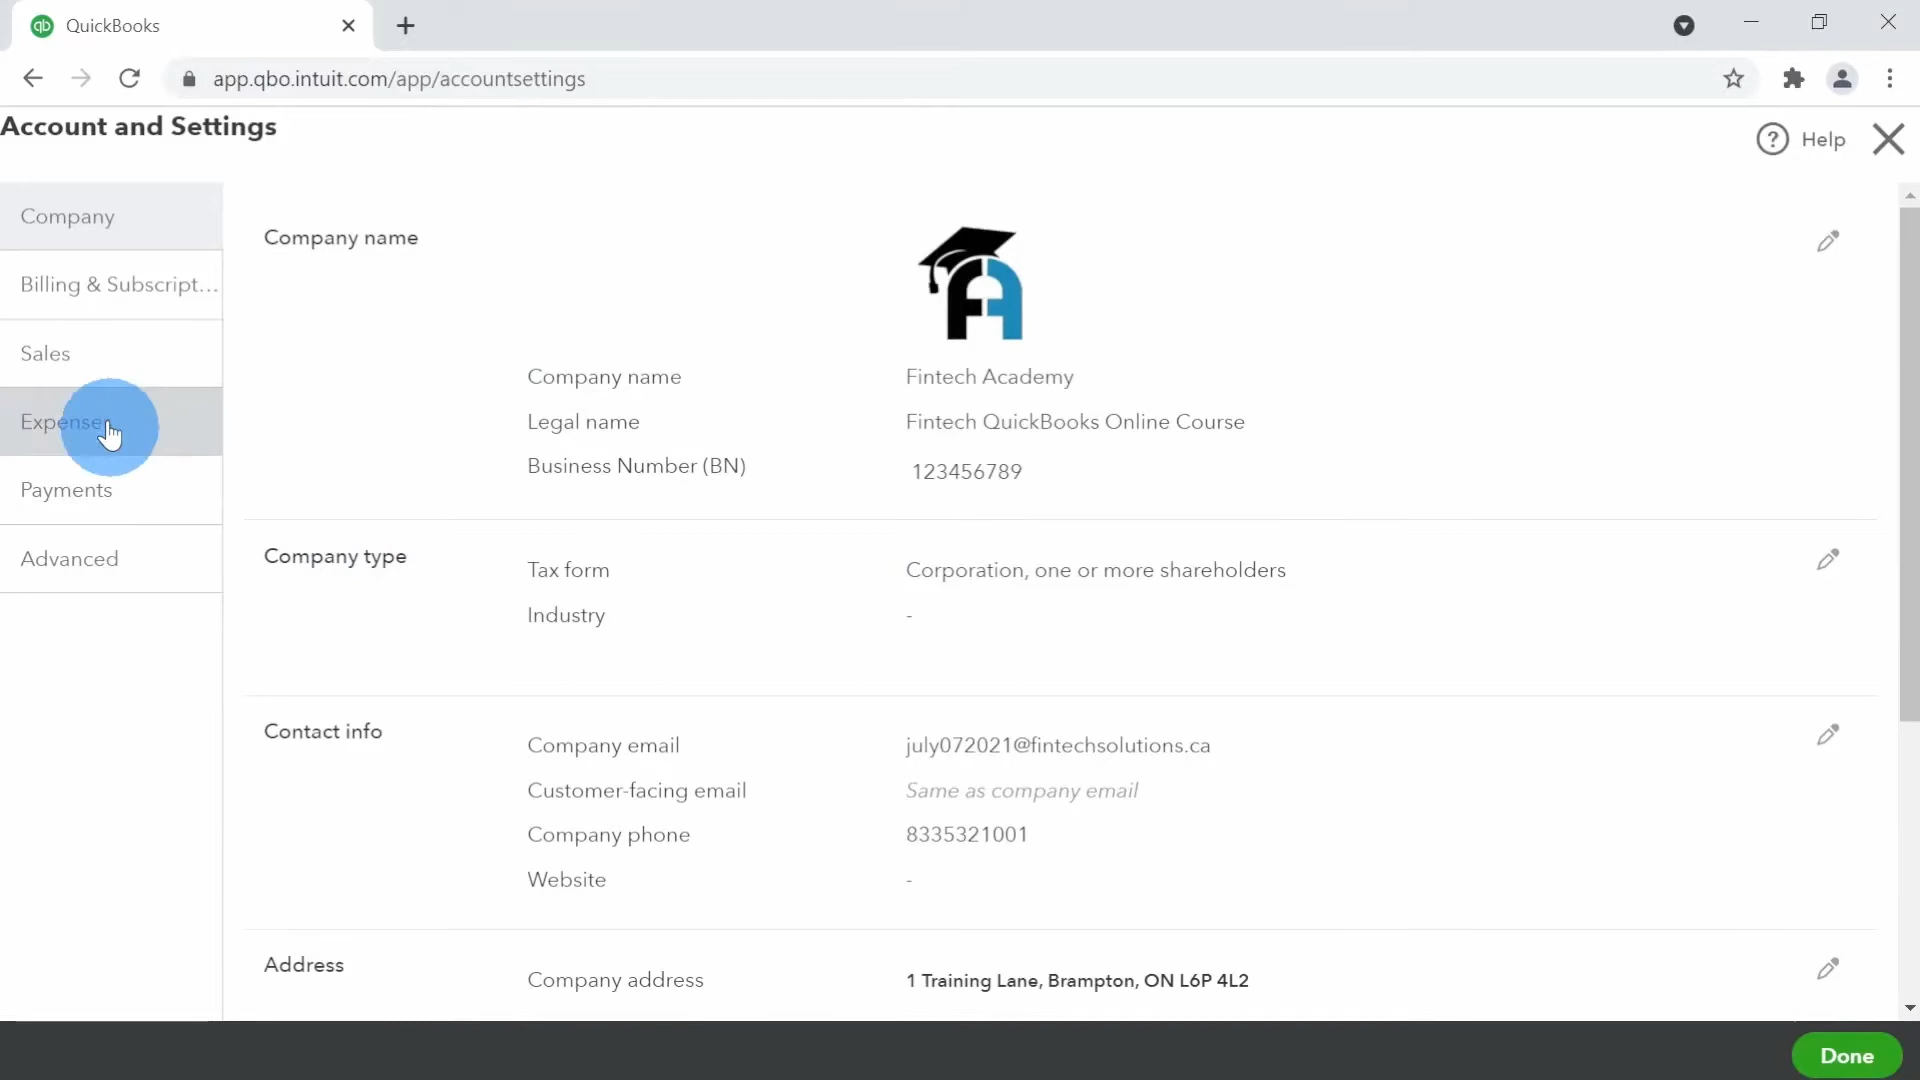 QuickBooks
app.qbo.intuit.com/app/accountsettings
Account and Settings
Help
Company
Billing & Subscript...
Sales
Expenses
Payments
Advanced
Company name
Company name Fintech Academy
Legal name Fintech QuickBooks Online Course
Business Number (BN) 123456789
Company type
Tax form Corporation, one or more shareholders
Industry -
Contact info
Company email july072021@fintechsolutions.ca
Customer-facing email Same as company email
Company phone 8335321001
Website -
Address
Company address 1 Training Lane, Brampton, ON L6P 4L2
Done